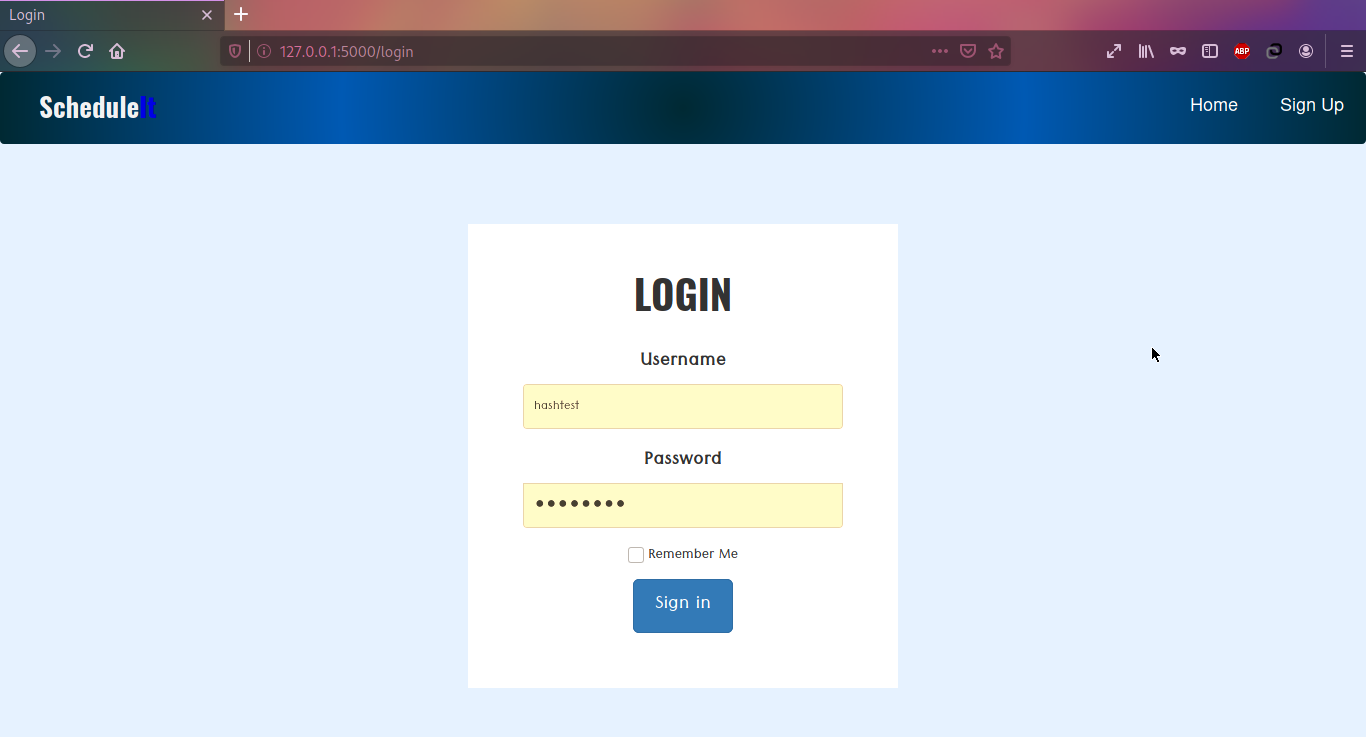 Login
127.0.0.1:5000/login
ABP
ScheduleIt
Home
Sign Up
LOGIN
Username
hashtest
Password
Remember Me
Sign in